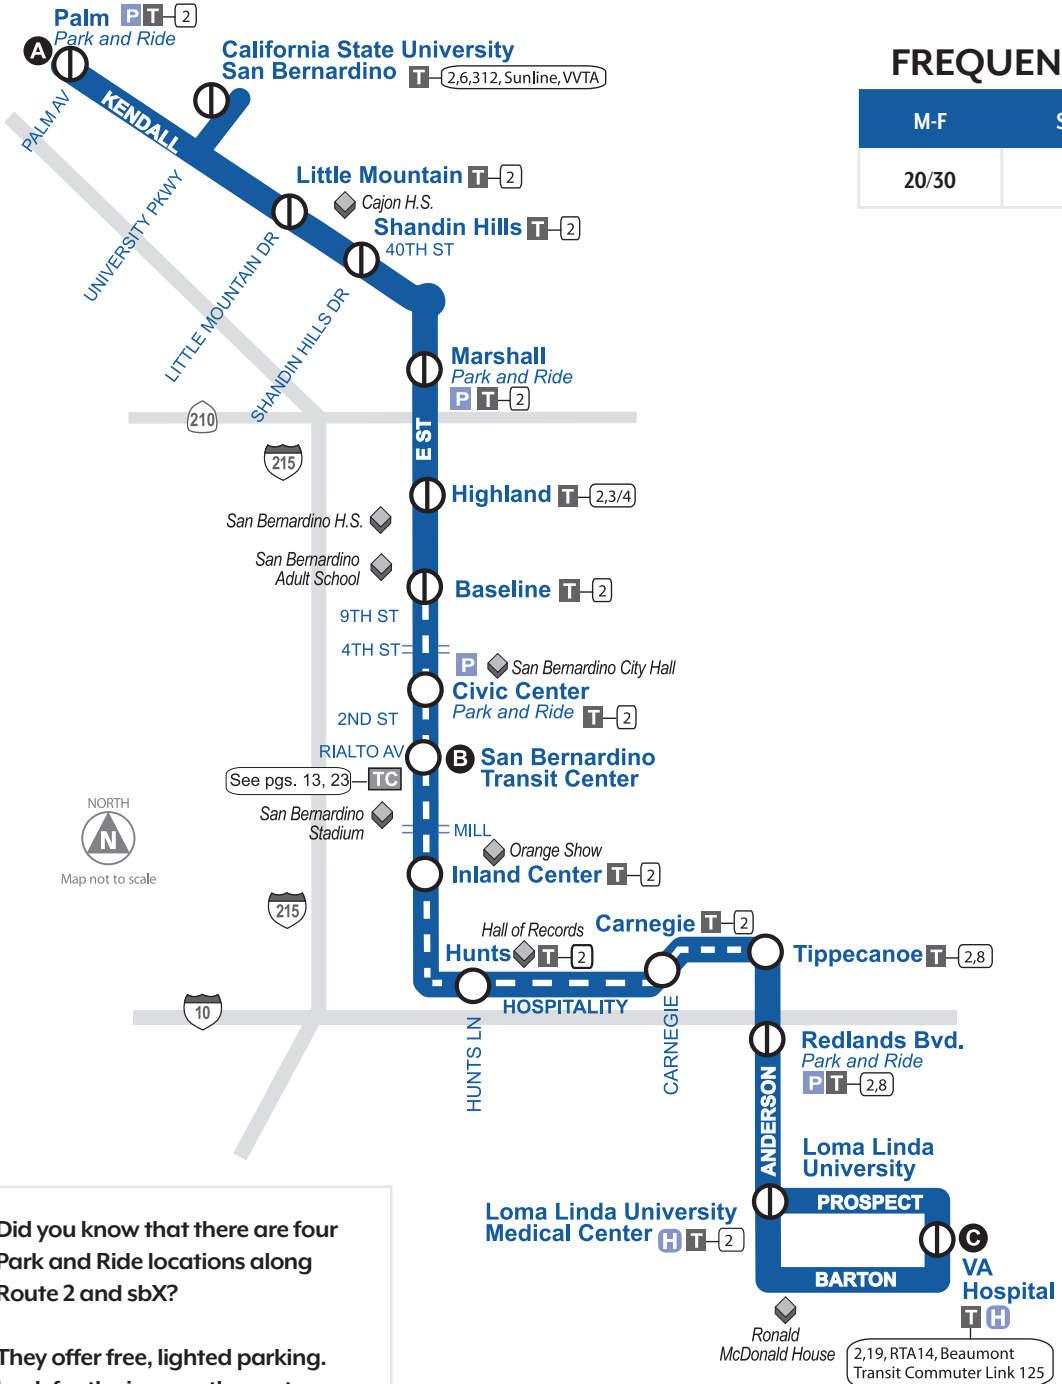 Palm P T 2
Park and Ride
A
California State University
San Bernardino T 2,6,312, Sunline, VVTA
FREQUEN
M-F
20/30
PALM AV
KENDALL
UNIVERSITY PKWY
Little Mountain T 2
Cajon H.S.
Shandin Hills T 2
40TH ST
LITTLE MOUNTAIN DR
SHANDIN HILLS DR
Marshall
Park and Ride
P T 2
210
E ST
215
Highland T 2,3/4
San Bernardino H.S.
San Bernardino
Adult School
Baseline T 2
9TH ST
4TH ST
P San Bernardino City Hall
Civic Center
Park and Ride T 2
2ND ST
RIALTO AV
B San Bernardino
Transit Center
See pgs. 13, 23 TC
San Bernardino
Stadium
NORTH
N
Map not to scale
MILL
Orange Show
Inland Center T 2
215
Hall of Records
Hunts T 2
Carnegie T 2
Tippecanoe T 2,8
HOSPITALITY
10
HUNTS LN
CARNEGIE
Redlands Bvd.
Park and Ride
P T 2,8
ANDERSON
Loma Linda
University
PROSPECT
Loma Linda University
Medical Center H T 2
C
VA
Hospital
T H
BARTON
Ronald
McDonald House
2,19, RTA14, Beaumont
Transit Commuter Link 125
Did you know that there are four
Park and Ride locations along
Route 2 and sbX?
They offer free, lighted parking.